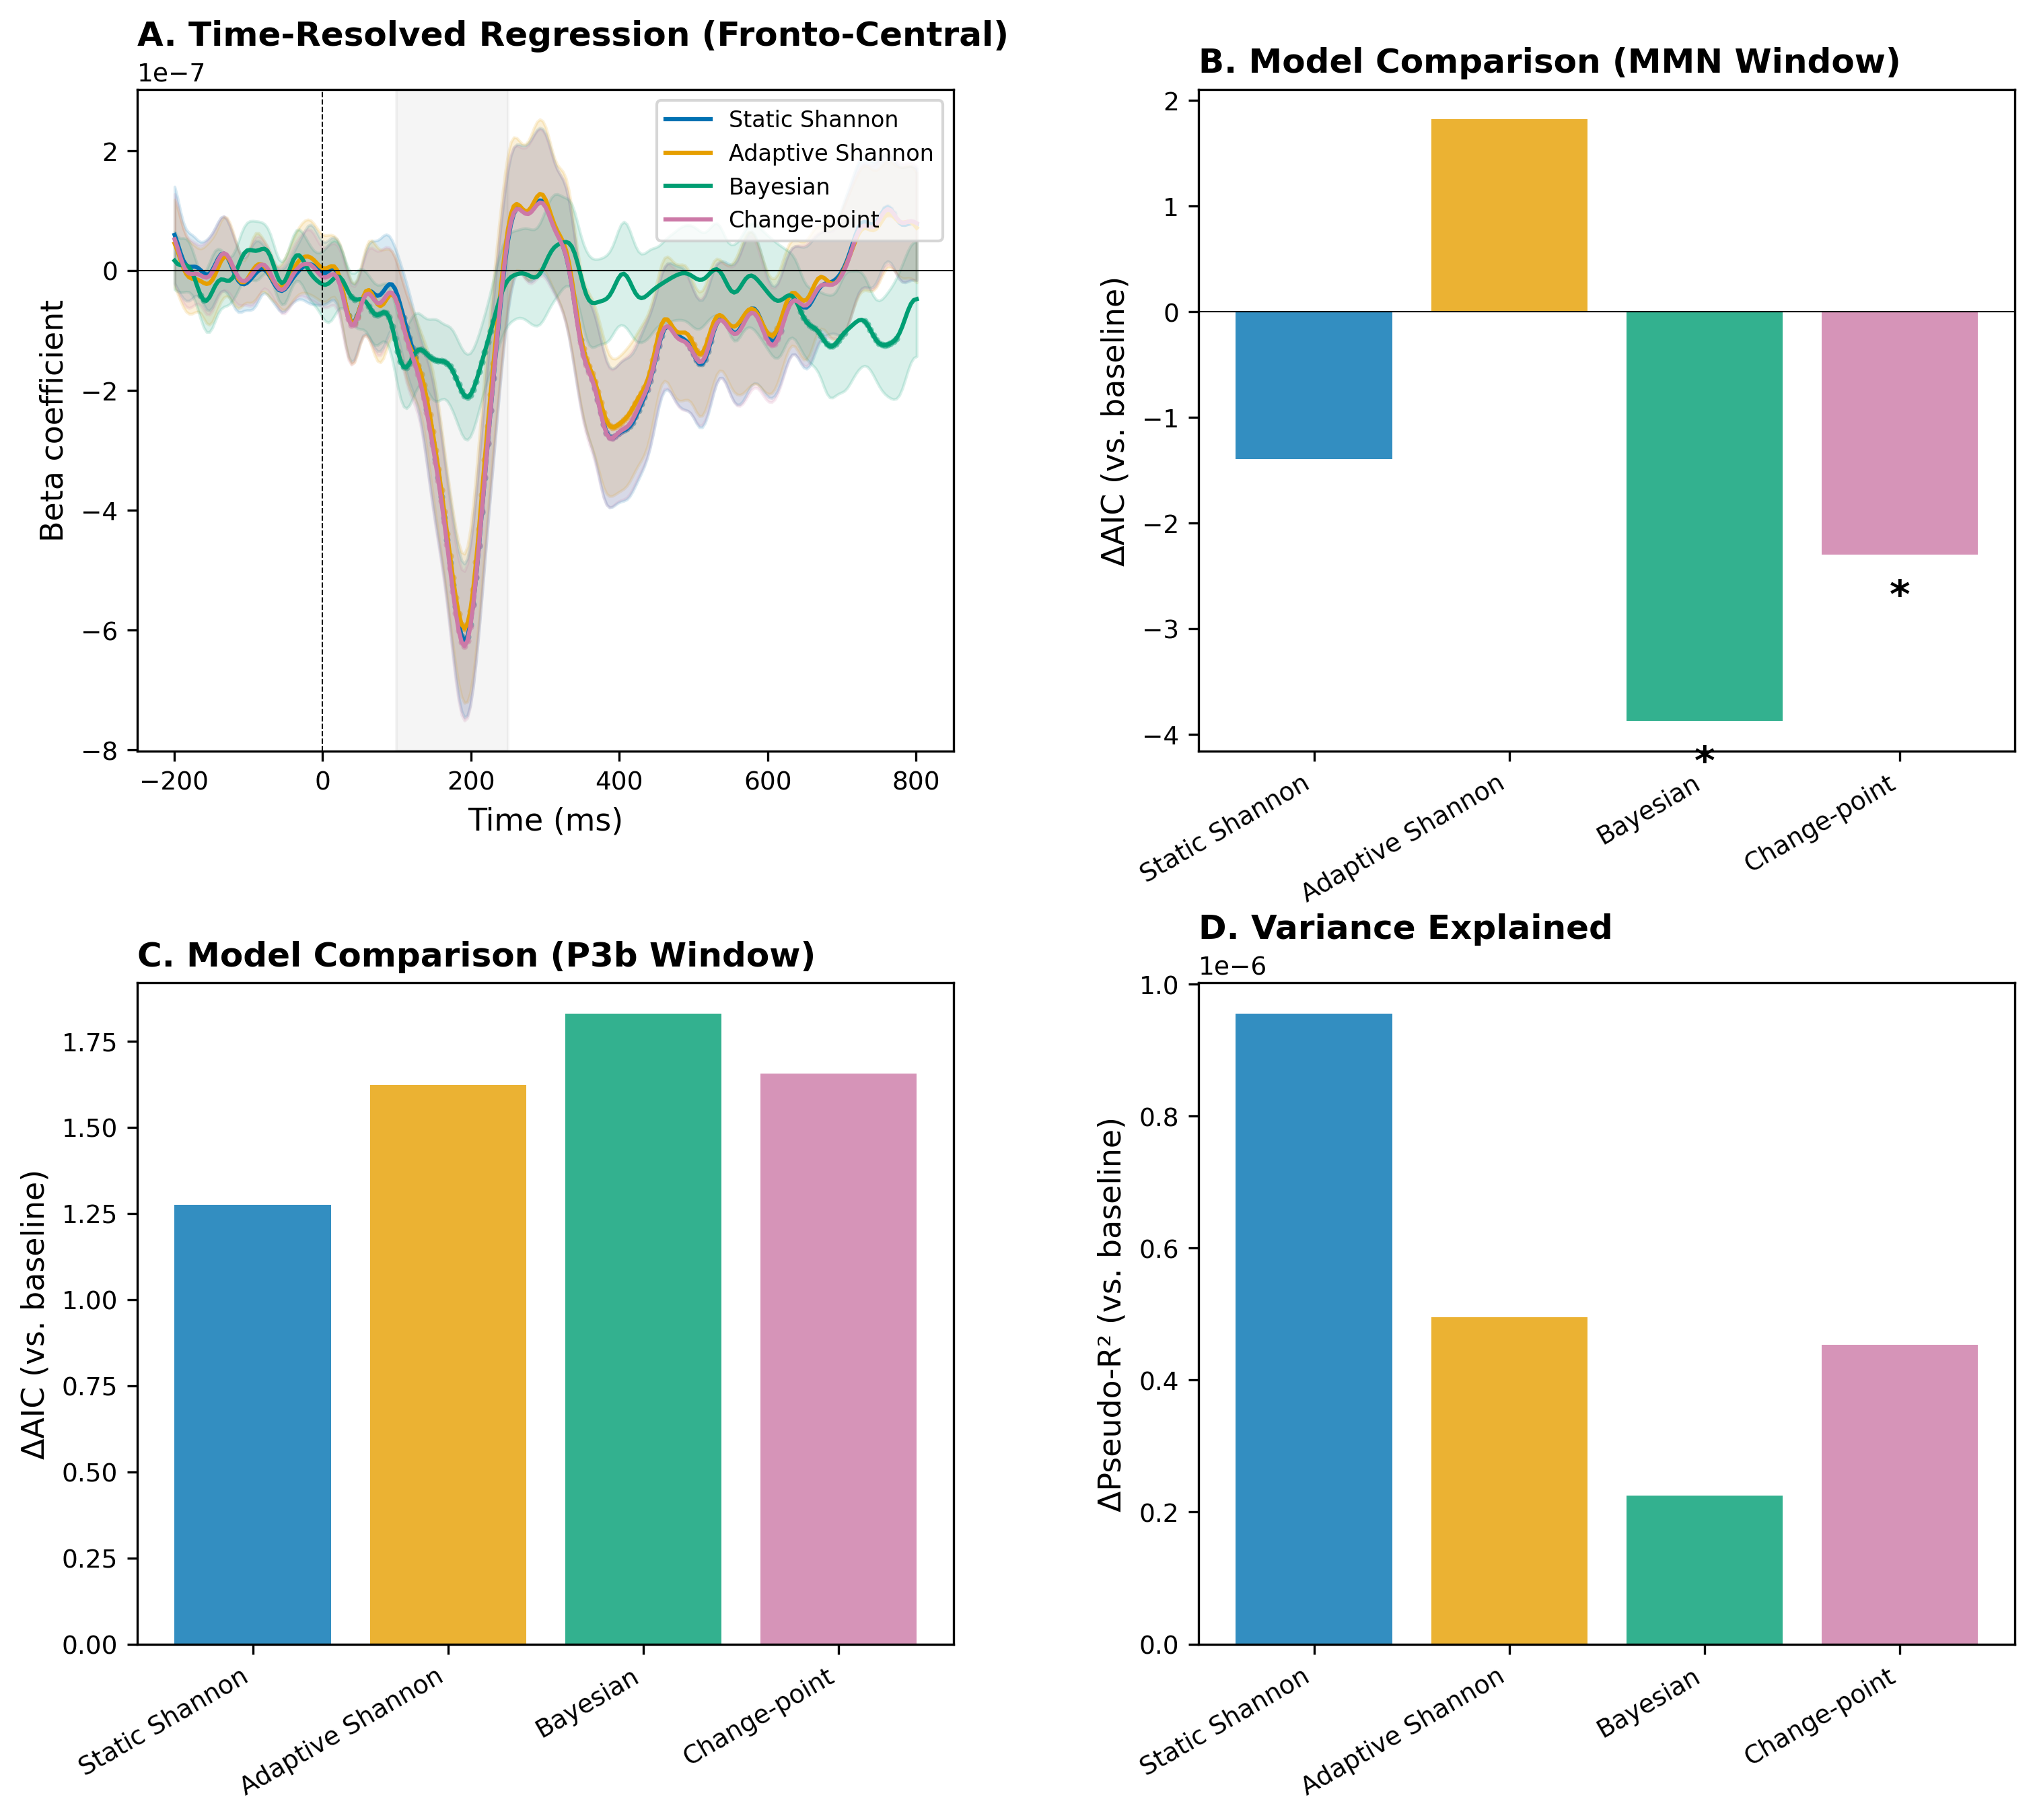 A. Time-Resolved Regression (Fronto-Central)
1e−7
2
0
−2
−4
−6
−8
Beta coefficient
−200
0
200
400
600
800
Time (ms)
Static Shannon
Adaptive Shannon
Bayesian
Change-point
B. Model Comparison (MMN Window)
2
1
0
−1
−2
−3
−4
ΔAIC (vs. baseline)
*
*
Static Shannon
Adaptive Shannon
Bayesian
Change-point
C. Model Comparison (P3b Window)
1.75
1.50
1.25
1.00
0.75
0.50
0.25
0.00
ΔAIC (vs. baseline)
Static Shannon
Adaptive Shannon
Bayesian
Change-point
D. Variance Explained
1e−6
1.0
0.8
0.6
0.4
0.2
0.0
ΔPseudo-R² (vs. baseline)
Static Shannon
Adaptive Shannon
Bayesian
Change-point